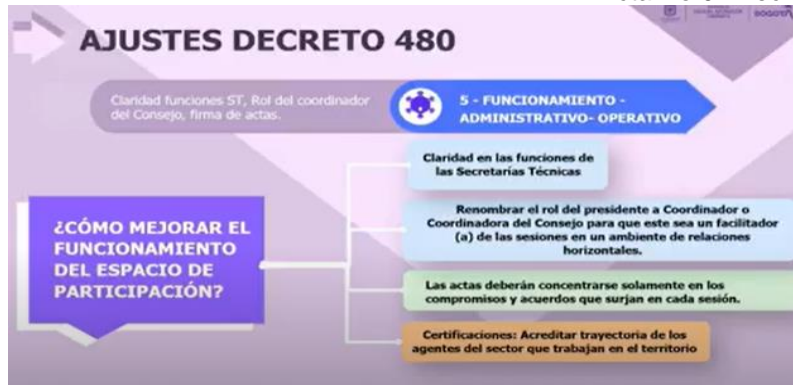 AJUSTES DECRETO 480
BOGOTÁ
Claridad funciones ST, Rol del coordinador
del Consejo, firma de actas.
5 - FUNCIONAMIENTO -
ADMINISTRATIVO- OPERATIVO
¿CÓMO MEJORAR EL
FUNCIONAMIENTO
DEL ESPACIO DE
PARTICIPACIÓN?
Claridad en las funciones de
las Secretarías Técnicas
Renombrar el rol del presidente a Coordinador o
Coordinadora del Consejo para que este sea un facilitador
(a) de las sesiones en un ambiente de relaciones
horizontales.
Las actas deberán concentrarse solamente en los
compromisos y acuerdos que surjan en cada sesión.
Certificaciones: Acreditar trayectoria de los
agentes del sector que trabajan en el territorio